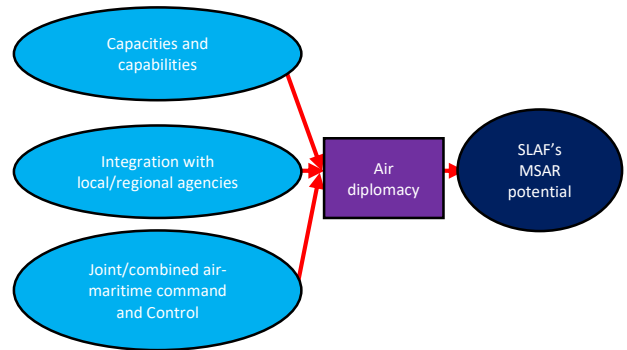 Capacities and
capabilities
Integration with
local/regional agencies
Joint/combined air-
maritime command
and Control
Air
diplomacy
SLAF’s
MSAR
potential